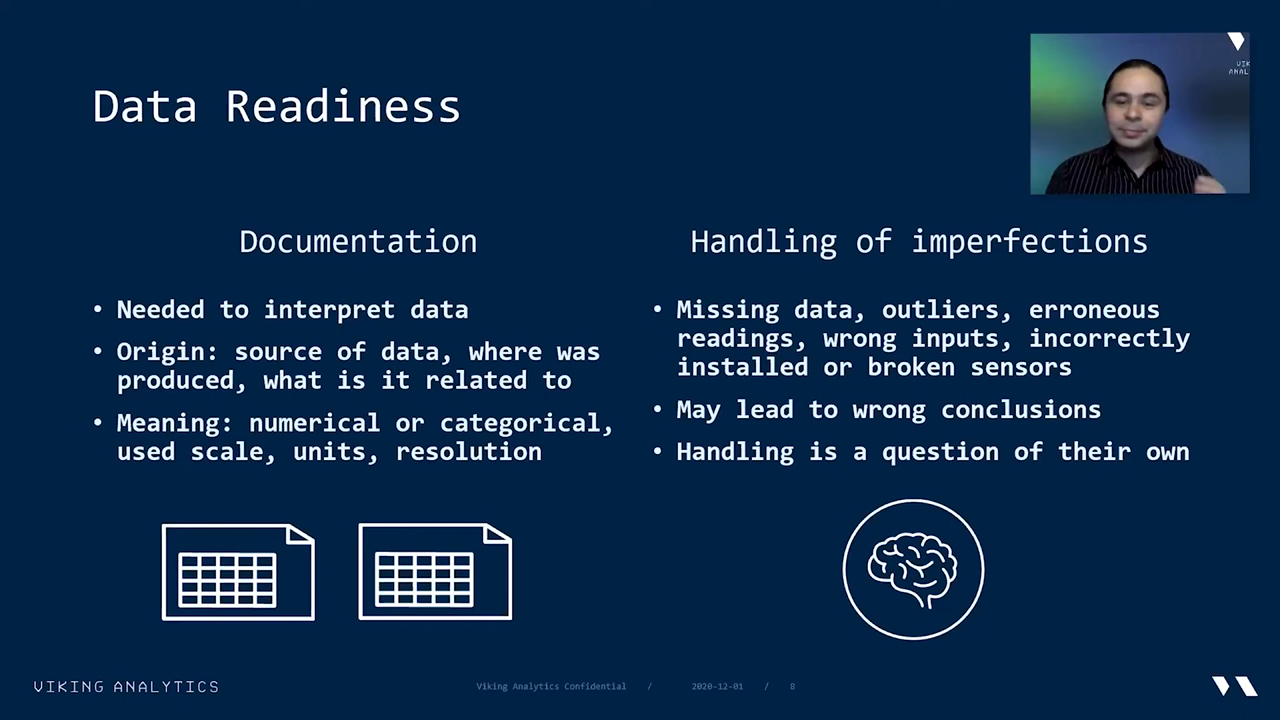 Data Readiness
VIK
ANAL
Documentation
• Needed to interpret data
• Origin: source of data, where was
produced, what is it related to
• Meaning: numerical or categorical,
used scale, units, resolution
Handling of imperfections
• Missing data, outliers, erroneous
readings, wrong inputs, incorrectly
installed or broken sensors
• May lead to wrong conclusions
• Handling is a question of their own
VIKING ANALYTICS
Viking Analytics Confidential / 2020-12-01 / 8